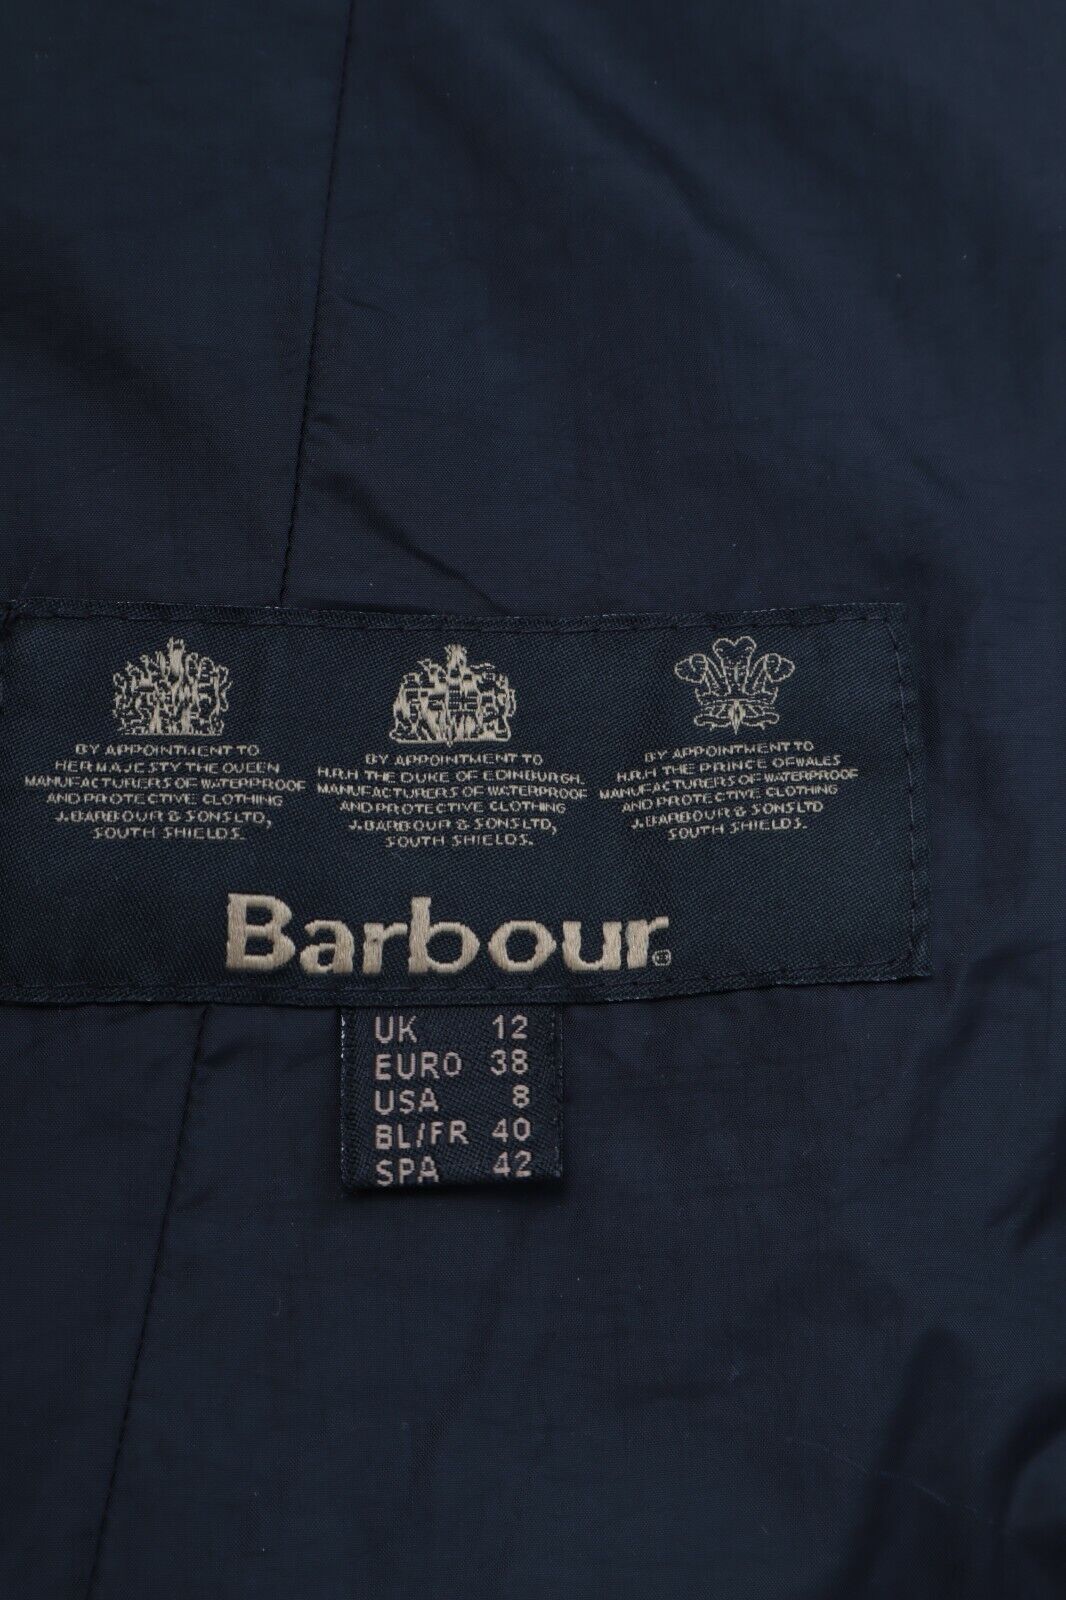 BY APPOINTMENT TO
HER MAJESTY THE QUEEN
MANUFACTURERS OF WATERPROOF
AND PROTECTIVE CLOTHING
J.BARBOUR & SONS LTD,
SOUTH SHIELDS.
BY APPOINTMENT TO
H.R.H THE DUKE OF EDINBURGH.
MANUFACTURERS OF WATERPROOF
AND PROTECTIVE CLOTHING
J.BARBOUR & SONS LTD,
SOUTH SHIELDS.
BY APPOINTMENT TO
H.R.H THE PRINCE OF WALES
MANUFACTURERS OF WATERPROOF
AND PROTECTIVE CLOTHING
J.BARBOUR & SONS LTD,
SOUTH SHIELDS.
Barbour®
UK 12
EURO 38
USA 8
BL/FR 40
SPA 42